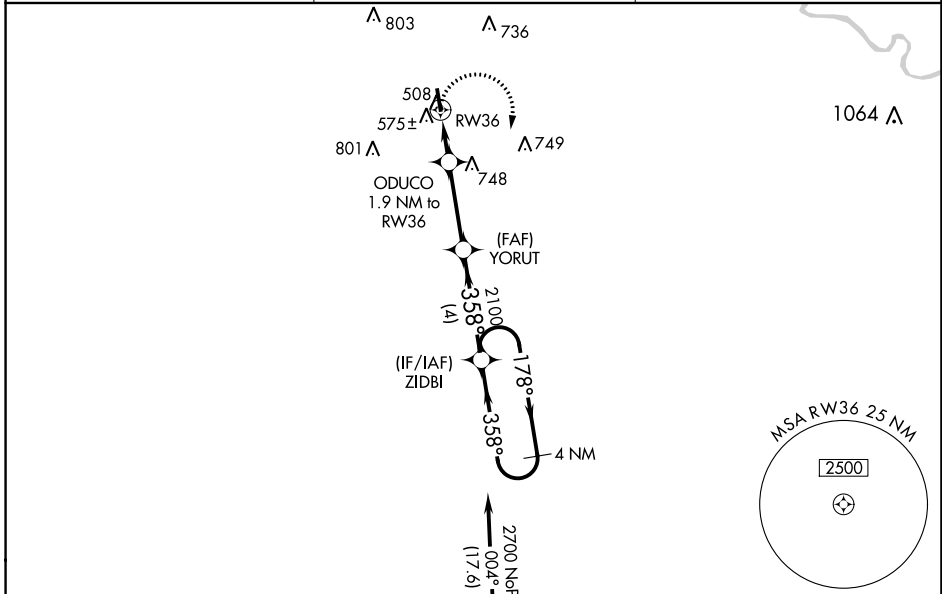 803
736
508
575±
RW36
1064
801
749
748
ODUCO
1.9 NM to
RW36
(FAF)
YORUT
2100
358°
(4)
(IF/IAF)
ZIDBI
178°
358°
4 NM
MSA RW36 25 NM
2500
2700
004°
(17.6)